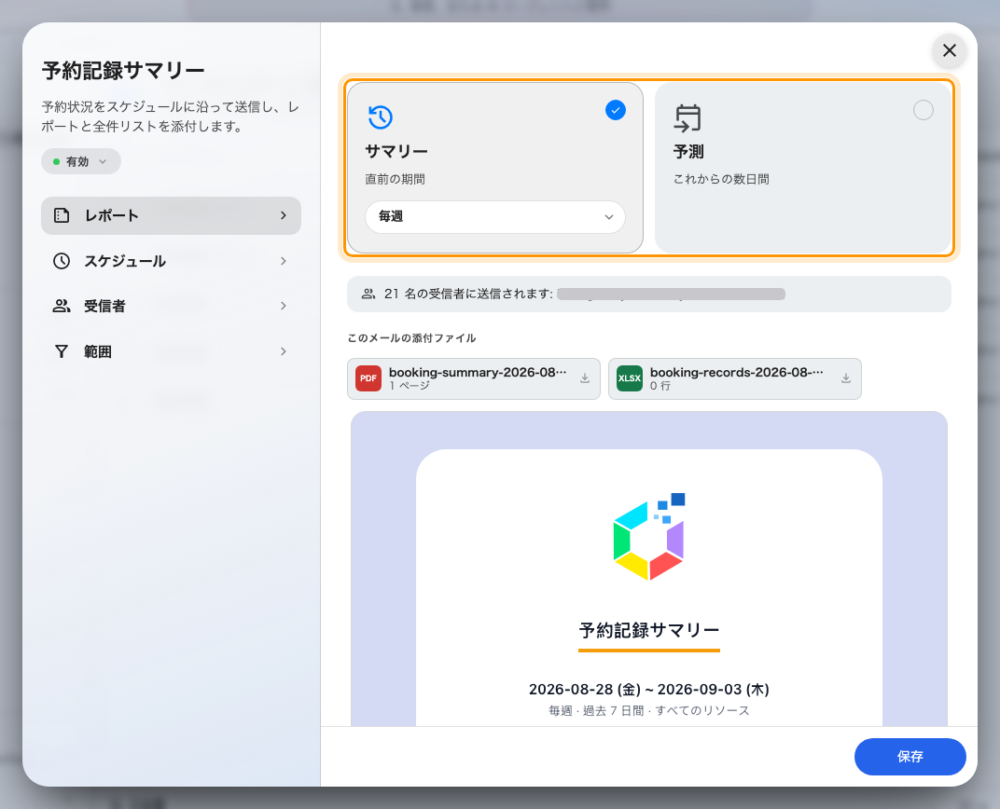 予約記録サマリー
予約状況をスケジュールに沿って送信し、レ
ポートと全件リストを添付します。
有効
レポート
スケジュール
受信者
範囲
サマリー
直前の期間
毎週
予測
これからの数日間
21 名の受信者に送信されます:
このメールの添付ファイル
PDF
booking-summary-2026-08-···
1 ページ
XLSX
booking-records-2026-08-···
0 行
予約記録サマリー
2026-08-28 (金) ~ 2026-09-03 (木)
毎週 · 過去 7 日間 · すべてのリソース
保存